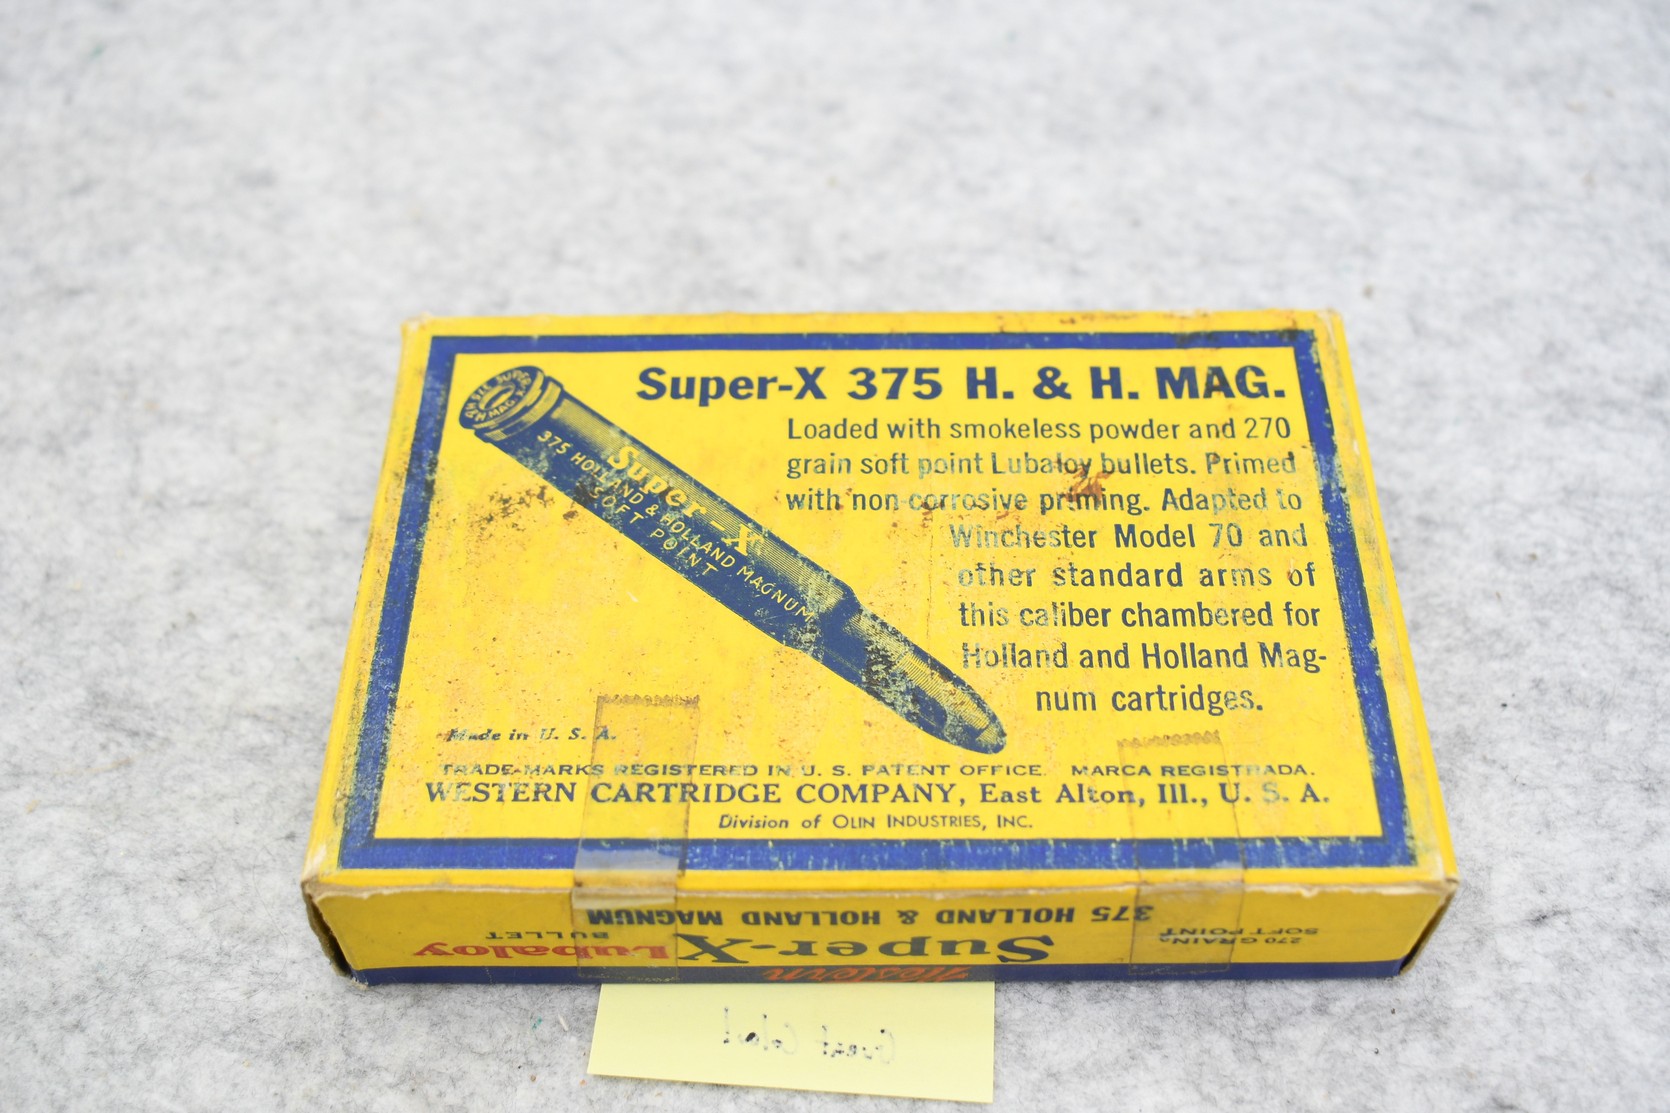 Super-X 375 H. & H. MAG.
Loaded with smokeless powder and 270
grain soft point Lubaloy bullets. Primed
with non-corrosive priming. Adapted to
Winchester Model 70 and
other standard arms of
this caliber chambered for
Holland and Holland Mag-
num cartridges.
Super-X
375 HOLLAND & HOLLAND MAGNUM
SOFT POINT
Made in U. S. A.
TRADE-MARKS REGISTERED IN U. S. PATENT OFFICE. MARCA REGISTRADA.
WESTERN CARTRIDGE COMPANY, East Alton, Ill., U. S. A.
Division of OLIN INDUSTRIES, INC.
375 HOLLAND & HOLLAND MAGNUM
270 GRAIN
SOFT POINT
Super-X
Lubaloy
BULLET
Western
Great Color!